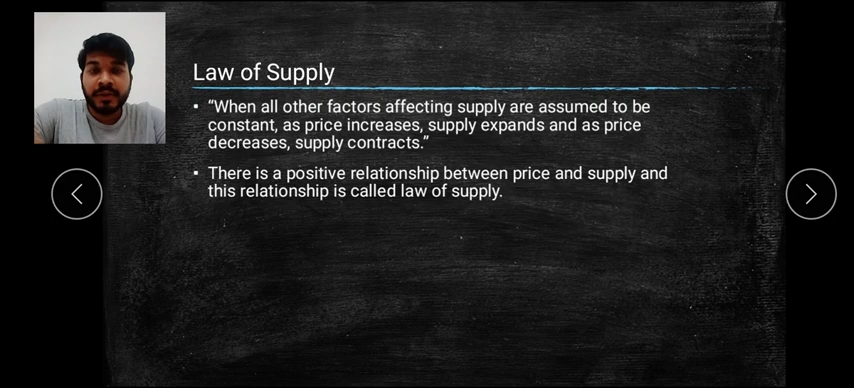 Law of Supply
▪ “When all other factors affecting supply are assumed to be
constant, as price increases, supply expands and as price
decreases, supply contracts.”
▪ There is a positive relationship between price and supply and
this relationship is called law of supply.